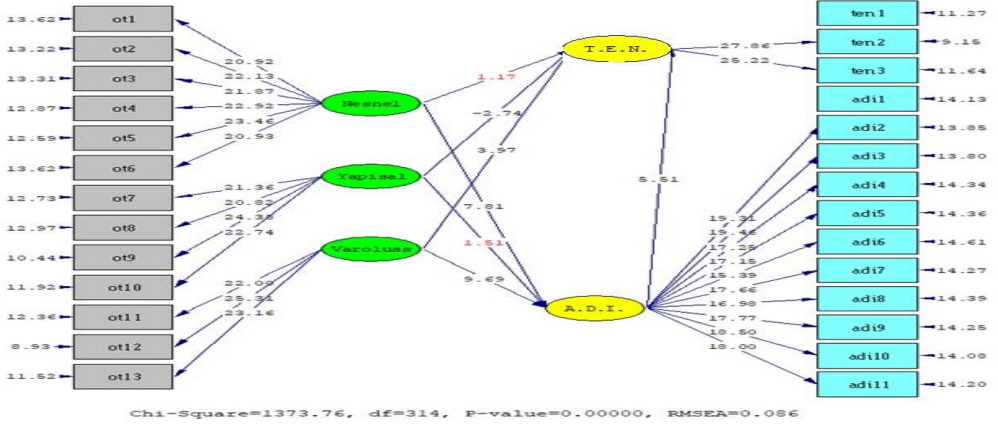 13.62 ot1
13.22 ot2
13.31 ot3
12.87 ot4
12.59 ot5
13.62 ot6
12.73 ot7
12.97 ot8
10.44 ot9
11.92 ot10
12.36 ot11
8.93 ot12
11.52 ot13
20.92
22.13
21.87
22.92
23.46
20.93
21.36
20.82
24.38
22.74
22.00
25.31
23.16
Nesnel
Yapisal
Varoluss
1.17
-2.74
3.97
7.81
1.51
9.69
T.E.N.
A.D.I.
5.51
27.86
25.22
19.31
19.46
17.25
17.15
15.39
17.66
16.98
17.77
18.50
18.00
ten1 11.27
ten2 9.15
ten3 11.64
adi1 14.13
adi2 13.85
adi3 13.80
adi4 14.34
adi5 14.36
adi6 14.61
adi7 14.27
adi8 14.39
adi9 14.25
adi10 14.08
adi11 14.20
Chi-Square=1373.76, df=314, P-value=0.00000, RMSEA=0.086